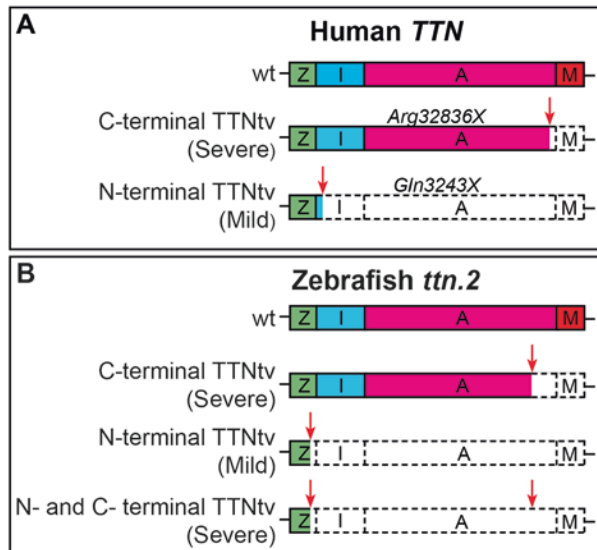 A
Human TTN
wt
Z I A M
C-terminal TTNtv
(Severe)
Arg32836X
Z I A M
N-terminal TTNtv
(Mild)
Gln3243X
Z I A M
B
Zebrafish ttn.2
wt
Z I A M
C-terminal TTNtv
(Severe)
Z I A M
N-terminal TTNtv
(Mild)
Z I A M
N- and C- terminal TTNtv
(Severe)
Z I A M